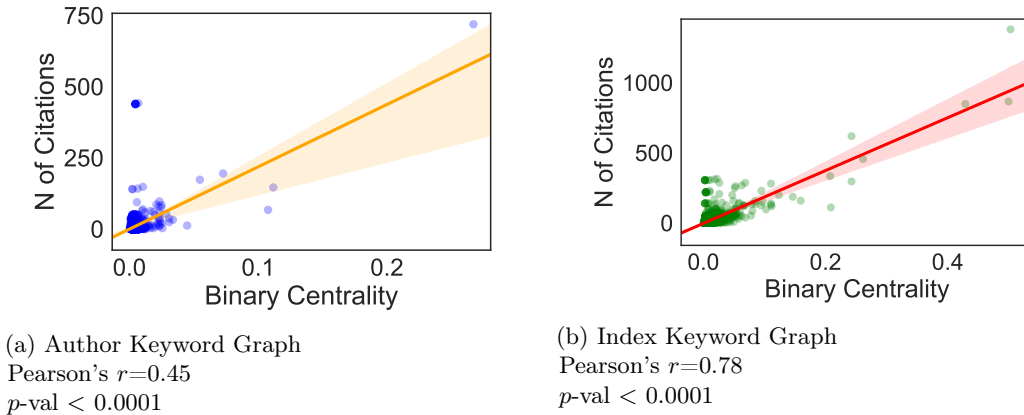 750
500
250
0
N of Citations
0.0
0.1
0.2
Binary Centrality
(a) Author Keyword Graph
Pearson's r=0.45
p-val < 0.0001
1000
500
0
N of Citations
0.0
0.2
0.4
Binary Centrality
(b) Index Keyword Graph
Pearson's r=0.78
p-val < 0.0001